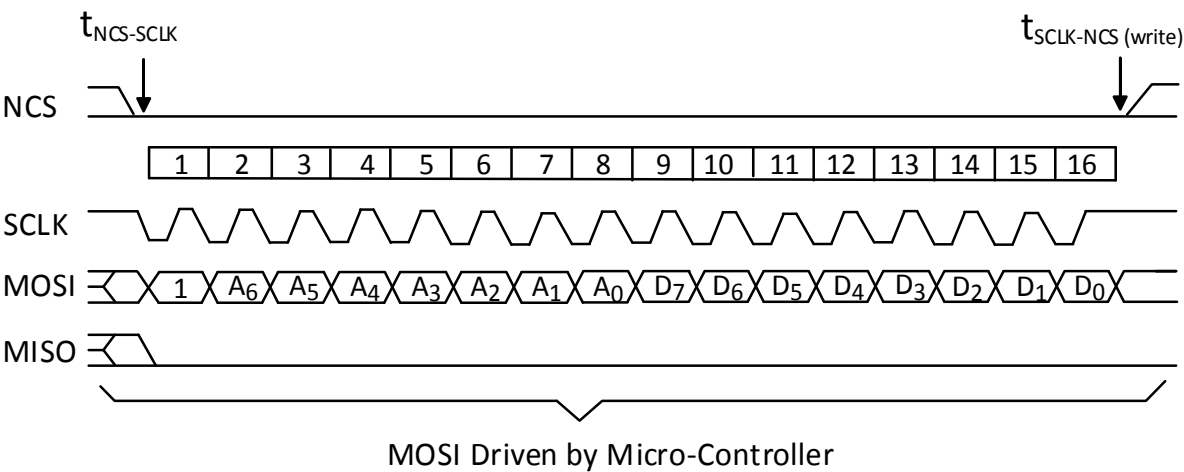 tNCS-SCLK tSCLK-NCS (write)
NCS
1 2 3 4 5 6 7 8 9 10 11 12 13 14 15 16
SCLK
MOSI 1 A6 A5 A4 A3 A2 A1 A0 D7 D6 D5 D4 D3 D2 D1 D0
MISO
MOSI Driven by Micro-Controller